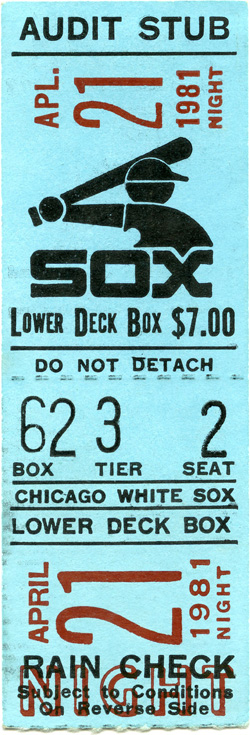 AUDIT STUB
APL. 21 1981 NIGHT
SOX
LOWER DECK BOX $7.00
DO NOT DETACH
62 3 2
BOX TIER SEAT
CHICAGO WHITE SOX
LOWER DECK BOX
APRIL 21 1981 NIGHT
NIGHT
RAIN CHECK
Subject to Conditions
On Reverse Side